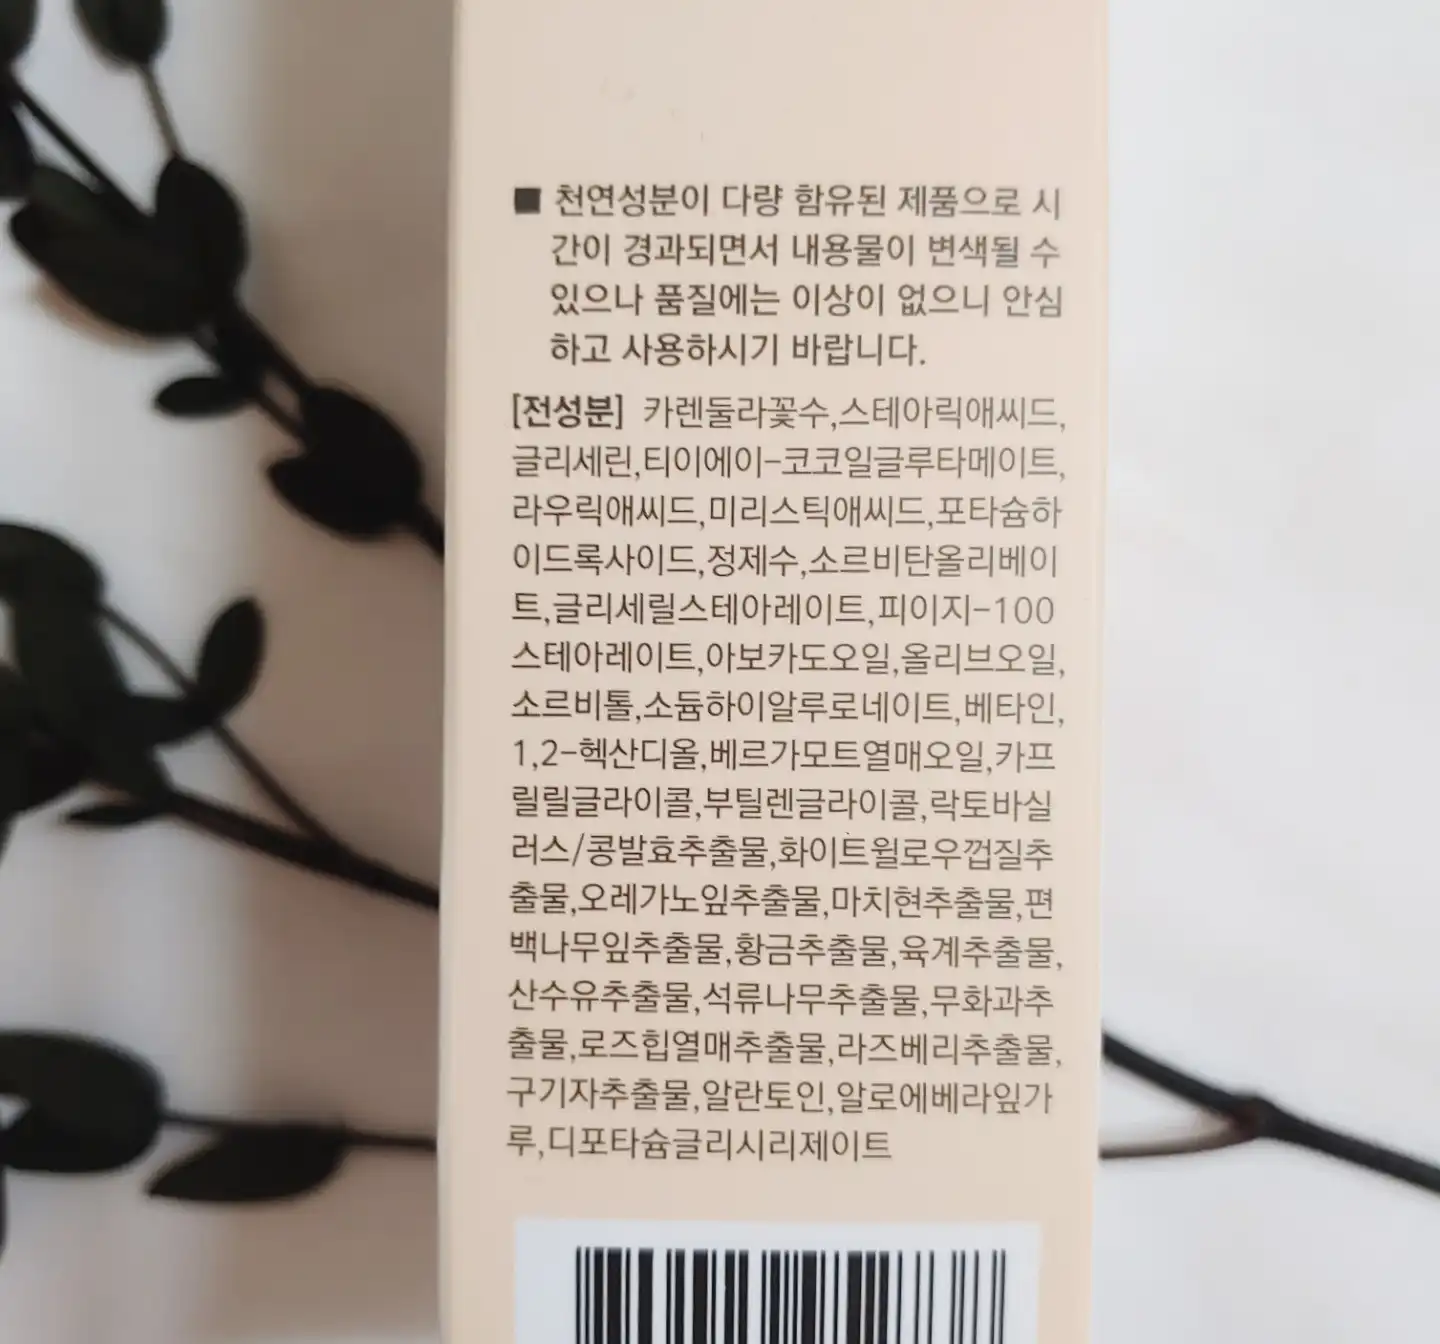 ■ 천연성분이 다량 함유된 제품으로 시
간이 경과되면서 내용물이 변색될 수
있으나 품질에는 이상이 없으니 안심
하고 사용하시기 바랍니다.
[전성분] 카렌둘라꽃수,스테아릭애씨드,
글리세린,티이에이-코코일글루타메이트,
라우릭애씨드,미리스틱애씨드,포타슘하
이드록사이드,정제수,소르비탄올리베이
트,글리세릴스테아레이트,피이지-100
스테아레이트,아보카도오일,올리브오일,
소르비톨,소듐하이알루로네이트,베타인,
1,2-헥산디올,베르가모트열매오일,카프
릴릴글라이콜,부틸렌글라이콜,락토바실
러스/콩발효추출물,화이트윌로우껍질추
출물,오레가노잎추출물,마치현추출물,편
백나무잎추출물,황금추출물,육계추출물,
산수유추출물,석류나무추출물,무화과추
출물,로즈힙열매추출물,라즈베리추출물,
구기자추출물,알란토인,알로에베라잎가
루,디포타슘글리시리제이트